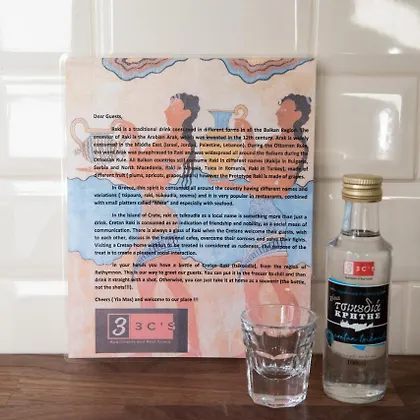 Dear Guests,
Raki is a traditional drink consumed in different forms in all the Balkan Region. The
ancestor of Raki is the Arabian Arak, which was invented in the 12th century. Arak is widely
consumed in the Middle East (Israel, Jordan, Palestine, Lebanon). During the Ottoman Rule,
the word Arak was paraphrased to Raki and was widespread all around the Balkans during the
Ottoman Rule. All Balkan countries still consume Raki in different names (Rakija in Bulgaria,
Serbia and North Macedonia, Raki in Albania, Tuica in Romania, Raki in Turkey), made of
different fruit ( plums, apricots, grapes) and however the Prototype Raki is made of grapes.
In Greece, this spirit is consumed all around the country having different names and
variations ( tsipouro, raki, tsikoudia, souma) and it is very popular in restaurants, combined
with small platters called "Meze" and especially with seafood.
In the island of Crete, raki or tsikoudia as a local name is something more than just a
drink. Cretan Raki is consumed as an indication of friendship and nobility, as a social mean of
communication. There is always a glass of Raki when the Cretans welcome their guests, work
to each other, discuss in the traditional cafes, overcome their sorrows and solve their fights.
Visiting a Cretan home without to be treated is considered as rudeness. The purpose of the
treat is to create a pleasant social interaction.
In your hands you have a bottle of Cretan Raki (tsikoudia), from the region of
Rethymnon. This is our way to greet our guests. You can put it in the freezer to chill and then
drink it straight with a shot. Otherwise, you can just take it at home as a souvenir (the bottle,
not the shots!!!).
Cheers ( Yia Mas) and welcome to our place !!!
3 3C'S
3 3C'S
τσικουδιά
ΚΡΗΤΗΣ